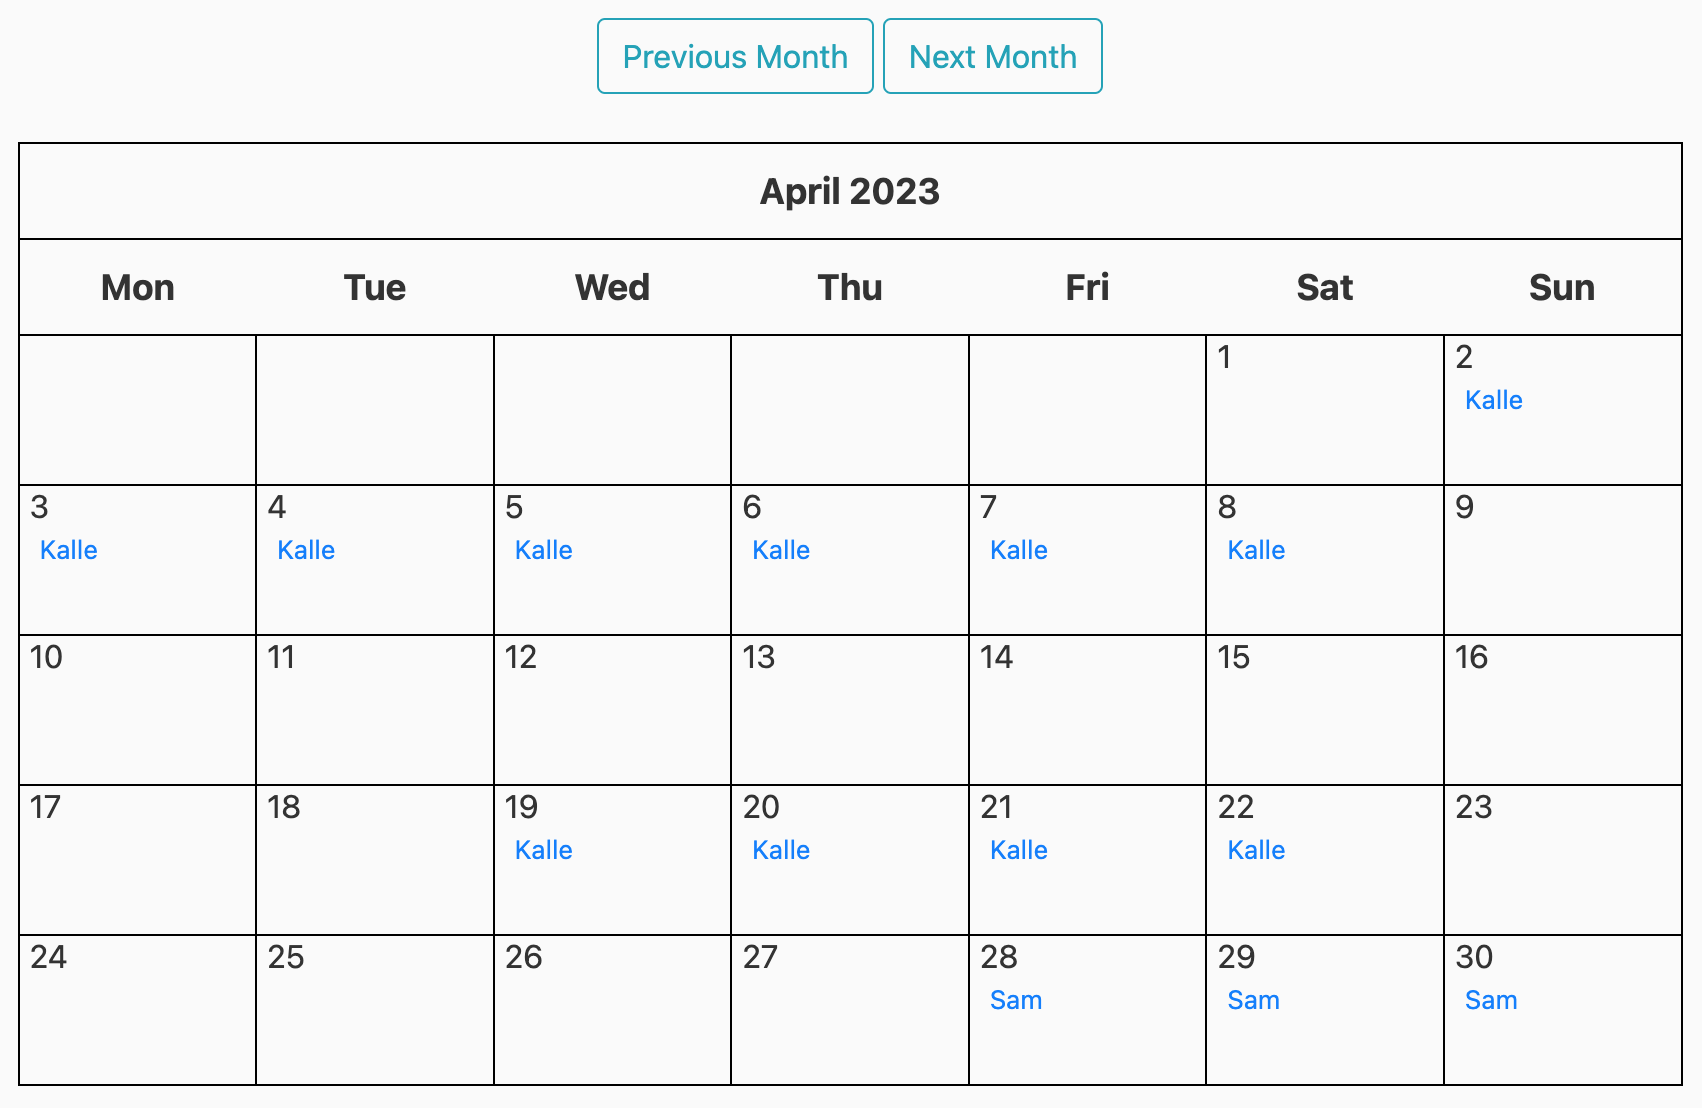 Previous Month Next Month
April 2023
Mon Tue Wed Thu Fri Sat Sun
1 2
Kalle
3 4 5 6 7 8 9
Kalle Kalle Kalle Kalle Kalle Kalle
10 11 12 13 14 15 16
17 18 19 20 21 22 23
Kalle Kalle Kalle Kalle
24 25 26 27 28 29 30
Sam Sam Sam